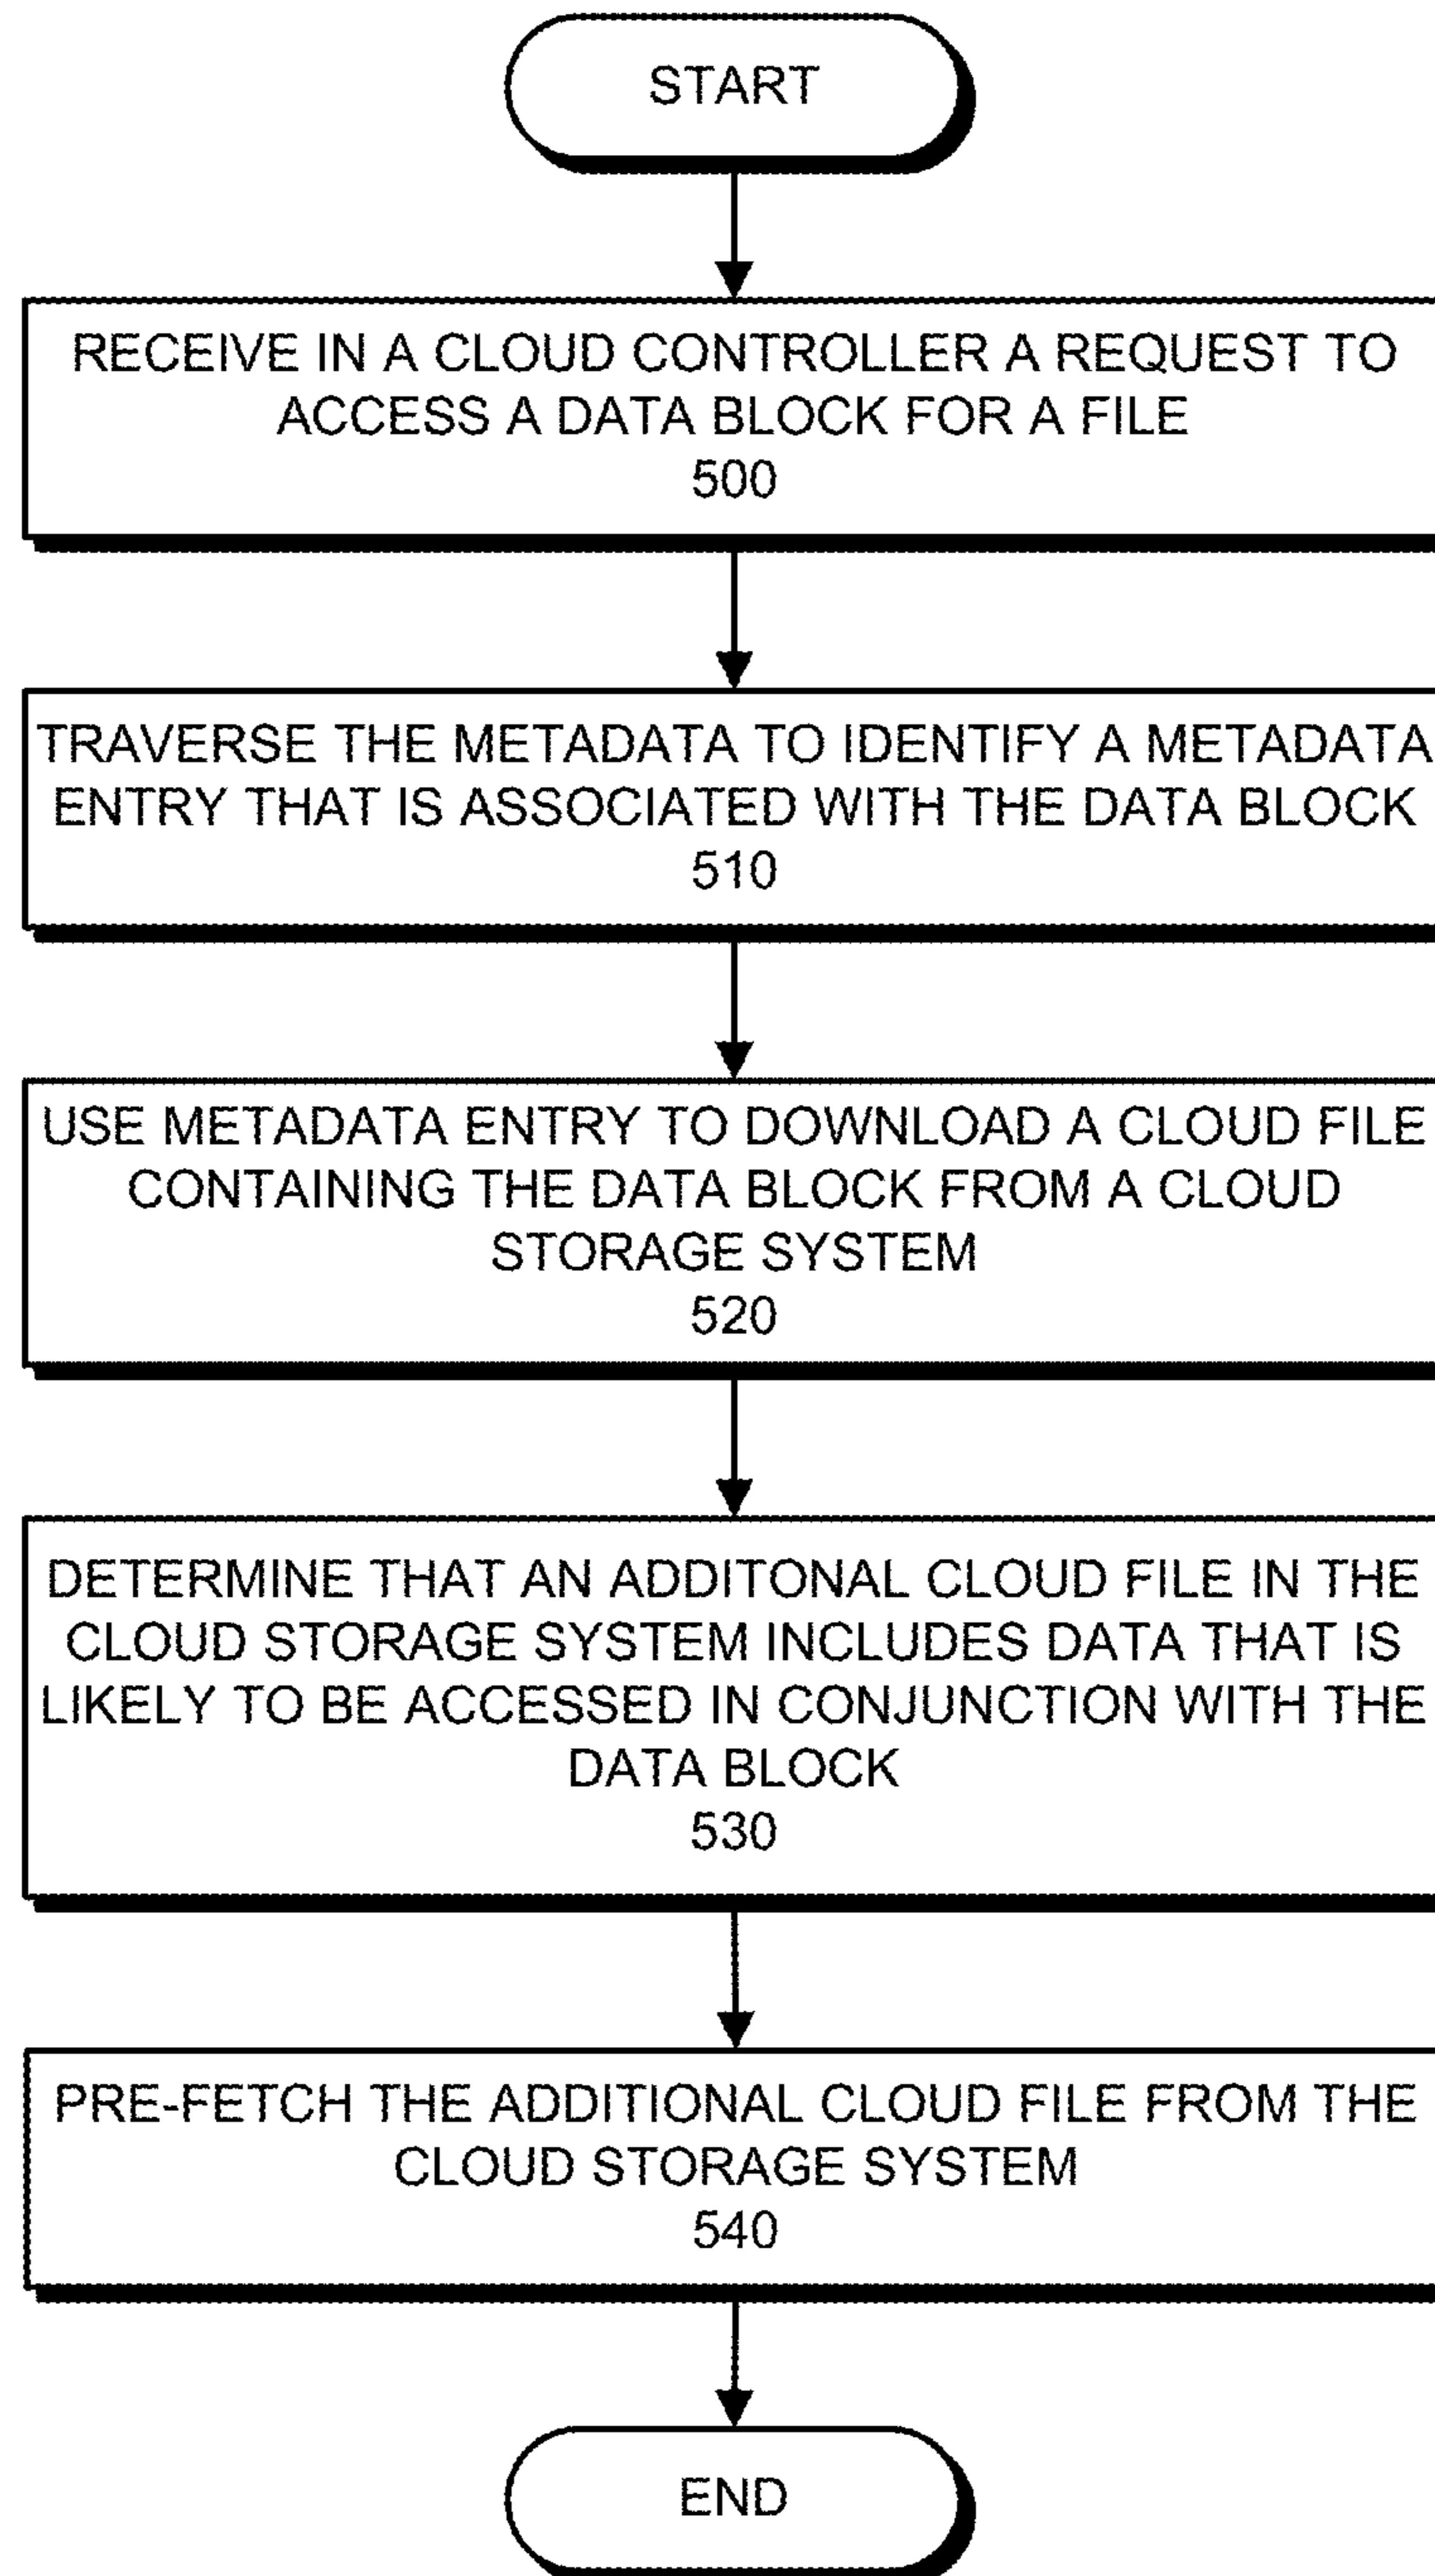 START
RECEIVE IN A CLOUD CONTROLLER A REQUEST TO
ACCESS A DATA BLOCK FOR A FILE
500
TRAVERSE THE METADATA TO IDENTIFY A METADATA
ENTRY THAT IS ASSOCIATED WITH THE DATA BLOCK
510
USE METADATA ENTRY TO DOWNLOAD A CLOUD FILE
CONTAINING THE DATA BLOCK FROM A CLOUD
STORAGE SYSTEM
520
DETERMINE THAT AN ADDITONAL CLOUD FILE IN THE
CLOUD STORAGE SYSTEM INCLUDES DATA THAT IS
LIKELY TO BE ACCESSED IN CONJUNCTION WITH THE
DATA BLOCK
530
PRE-FETCH THE ADDITIONAL CLOUD FILE FROM THE
CLOUD STORAGE SYSTEM
540
END